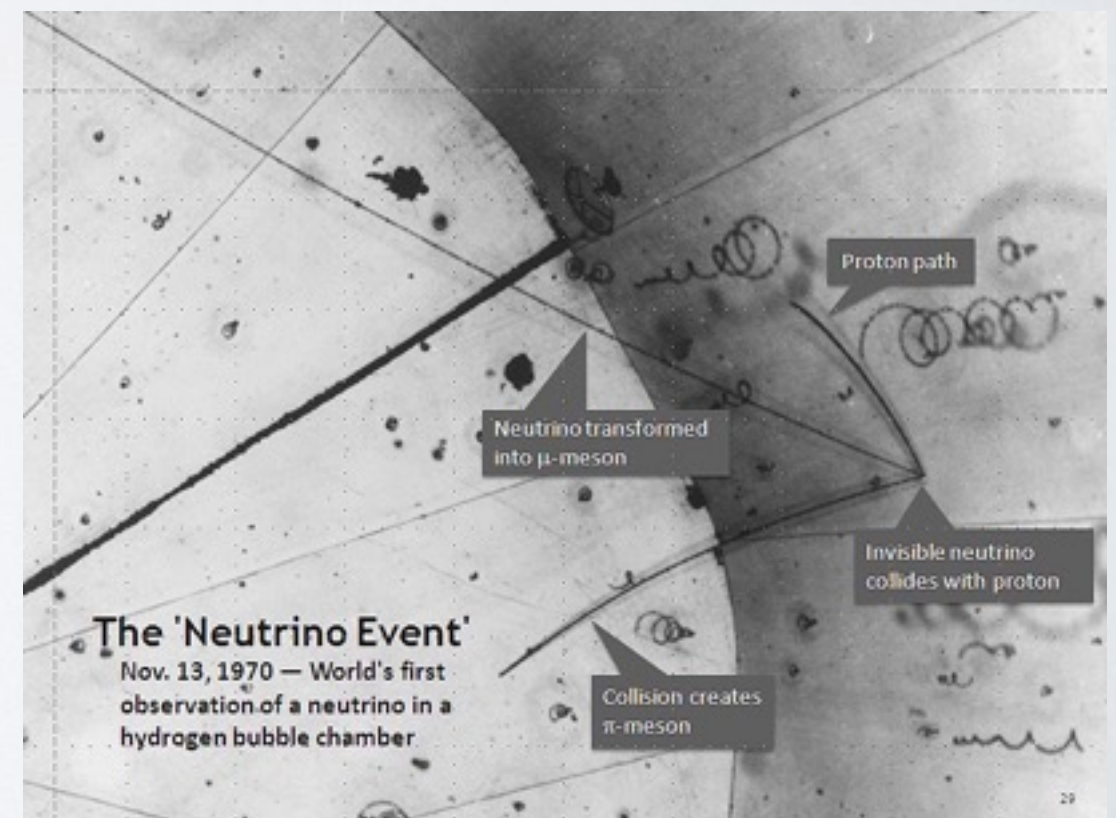 Proton path
Neutrino transformed
into μ-meson
Invisible neutrino
collides with proton
The 'Neutrino Event'
Nov. 13, 1970 — World's first
observation of a neutrino in a
hydrogen bubble chamber
Collision creates
π-meson
29